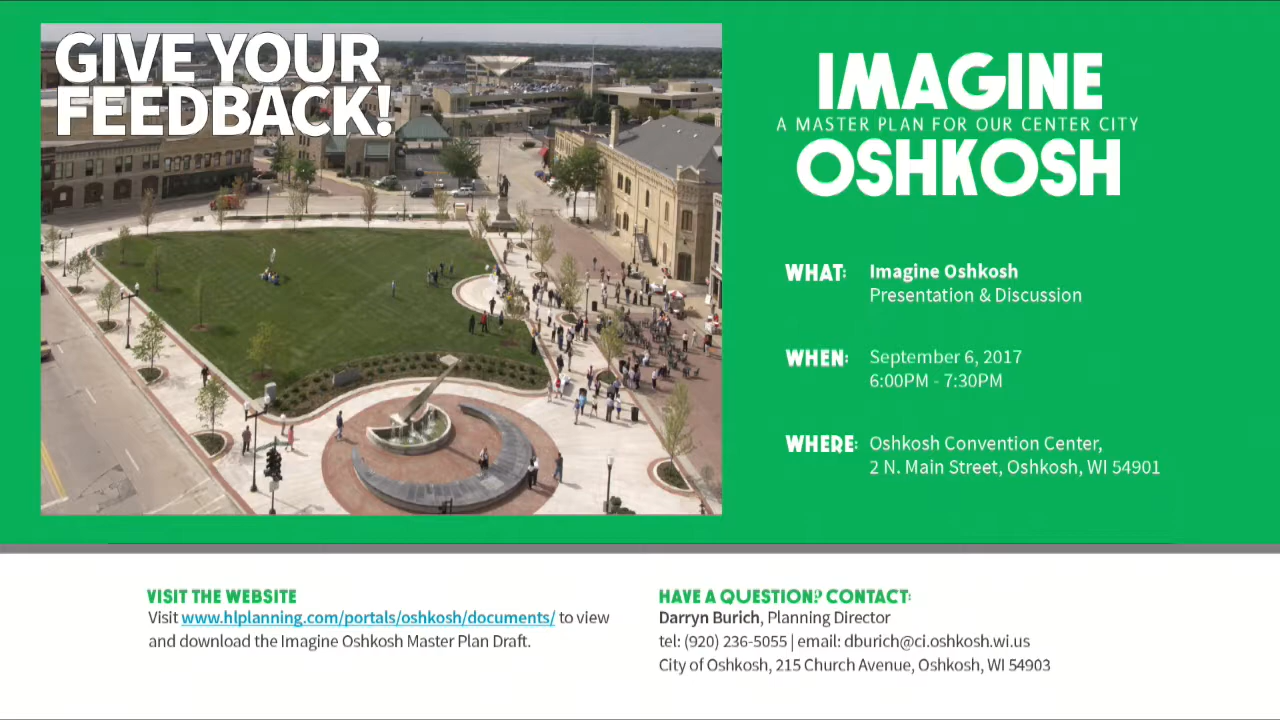 GIVE YOUR
FEEDBACK!
IMAGINE
A MASTER PLAN FOR OUR CENTER CITY
OSHKOSH
WHAT: Imagine Oshkosh
Presentation & Discussion
WHEN: September 6, 2017
6:00PM - 7:30PM
WHERE: Oshkosh Convention Center,
2 N. Main Street, Oshkosh, WI 54901
VISIT THE WEBSITE
Visit www.hlplanning.com/portals/oshkosh/documents/ to view
and download the Imagine Oshkosh Master Plan Draft.
HAVE A QUESTION? CONTACT:
Darryn Burich, Planning Director
tel: (920) 236-5055 | email: dburich@ci.oshkosh.wi.us
City of Oshkosh, 215 Church Avenue, Oshkosh, WI 54903